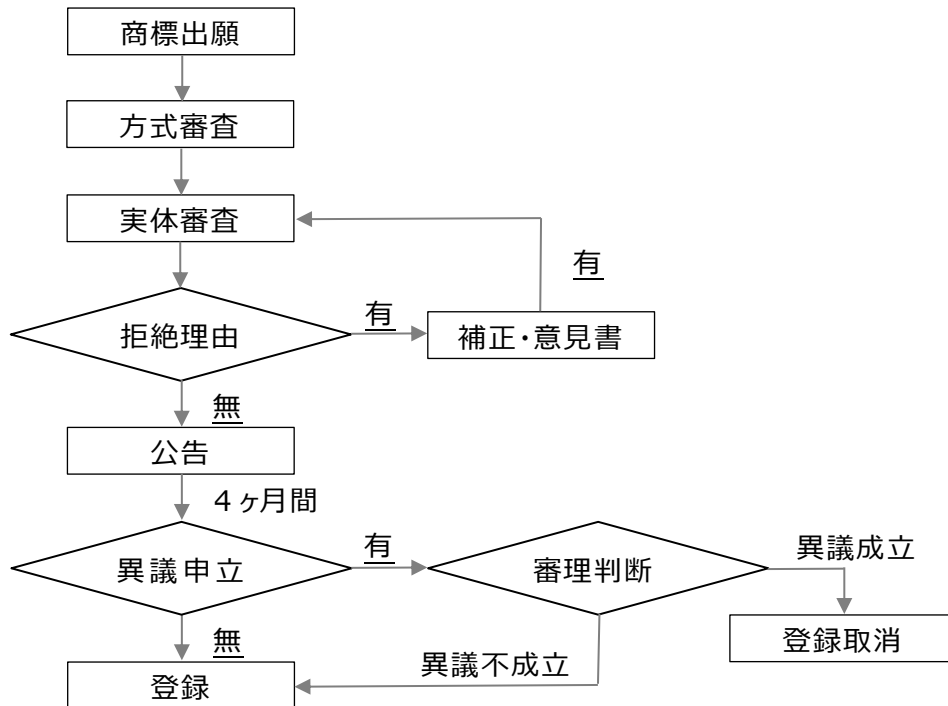 商標出願
方式審査
実体審査
有
拒絶理由
有
補正・意見書
無
公告
４ヶ月間
異議申立
有
審理判断
異議成立
無
異議不成立
登録取消
登録